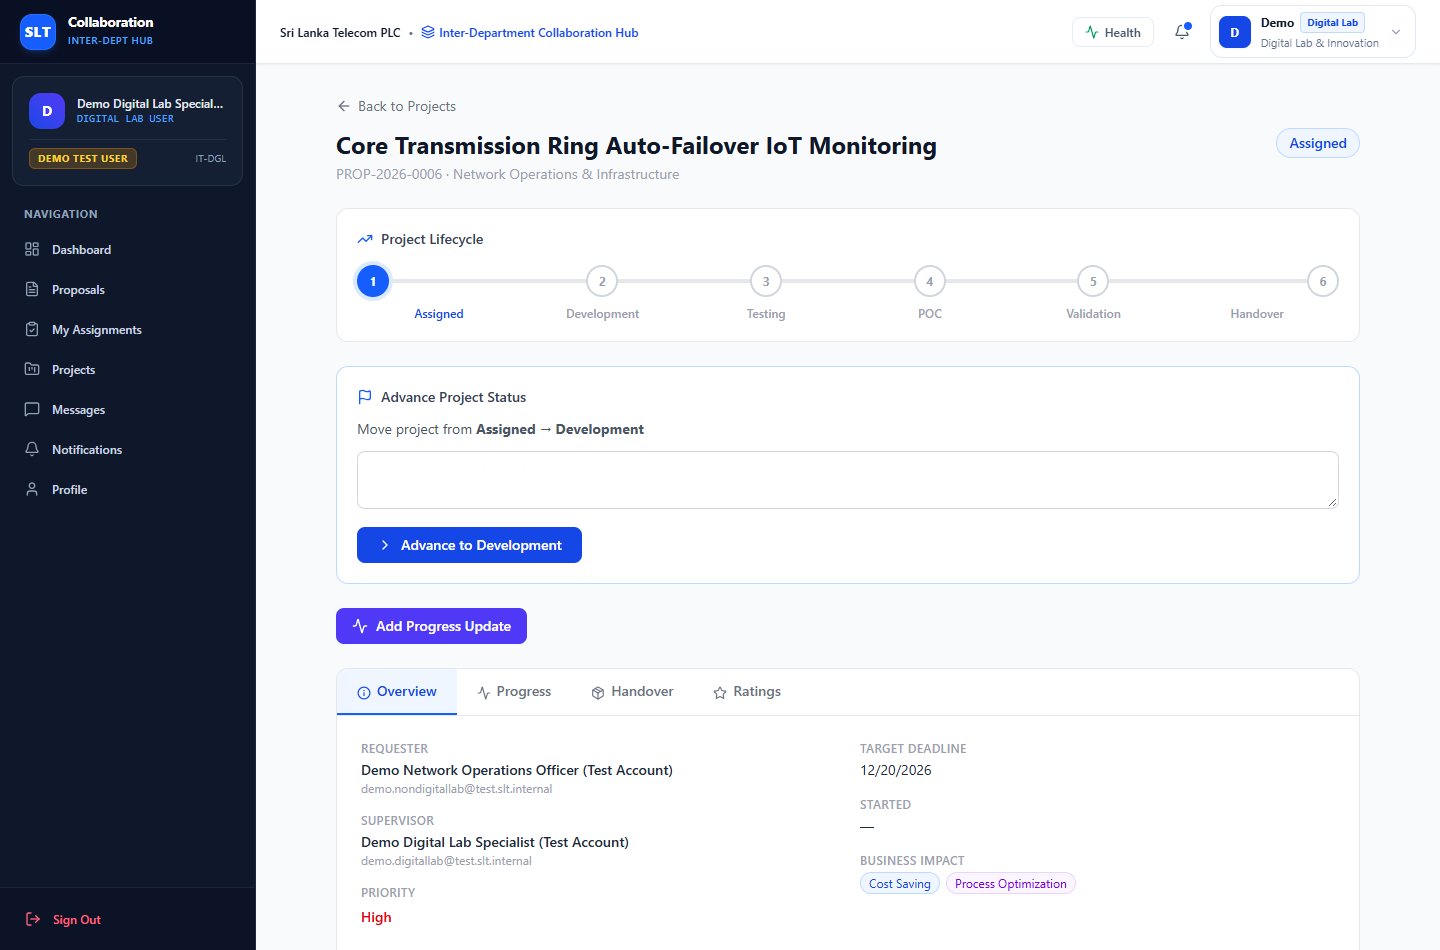 SLT
Collaboration
INTER-DEPT HUB
D
Demo Digital Lab Special...
DIGITAL LAB USER
DEMO TEST USER
IT-DGL
NAVIGATION
Dashboard
Proposals
My Assignments
Projects
Messages
Notifications
Profile
Sign Out
Sri Lanka Telecom PLC • Inter-Department Collaboration Hub
Health
D
Demo Digital Lab
Digital Lab & Innovation
Back to Projects
Core Transmission Ring Auto-Failover IoT Monitoring
Assigned
PROP-2026-0006 · Network Operations & Infrastructure
Project Lifecycle
1 2 3 4 5 6
Assigned Development Testing POC Validation Handover
Advance Project Status
Move project from Assigned → Development
Advance to Development
Add Progress Update
Overview Progress Handover Ratings
REQUESTER
Demo Network Operations Officer (Test Account)
demo.nondigitallab@test.slt.internal
SUPERVISOR
Demo Digital Lab Specialist (Test Account)
demo.digitallab@test.slt.internal
PRIORITY
High
TARGET DEADLINE
12/20/2026
STARTED
—
BUSINESS IMPACT
Cost Saving Process Optimization